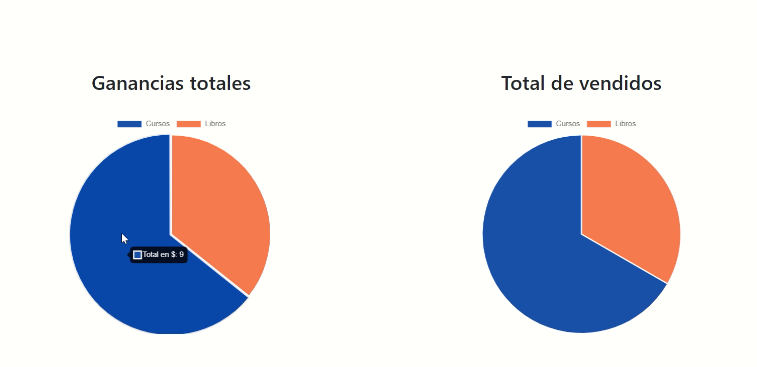 Ganancias totales
Cursos Libros
Total en $: 9
Total de vendidos
Cursos Libros